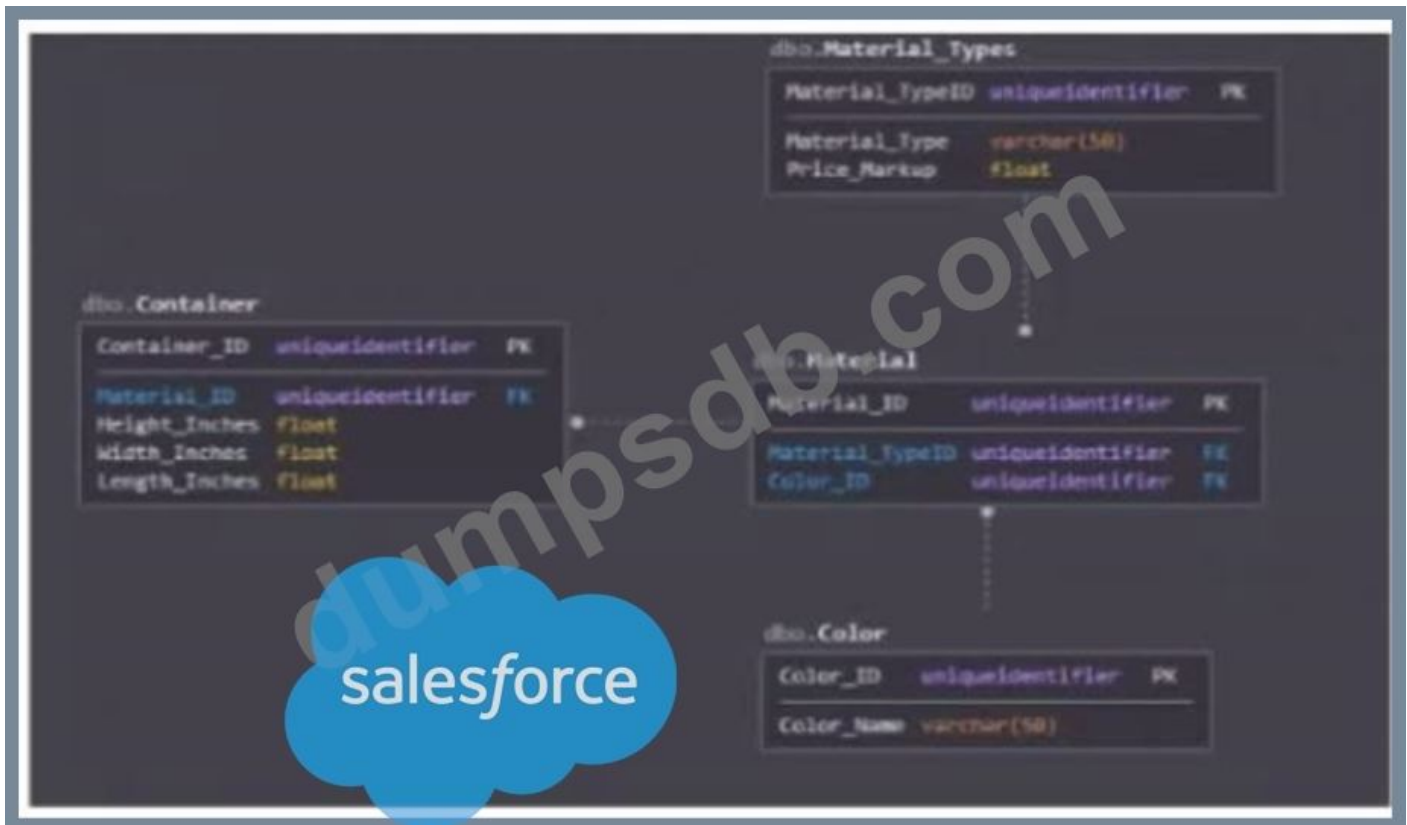 dbo.Material_Types
Material_TypeID uniqueidentifier PK
Material_Type varchar(50)
Price_Markup float
dbo.Container
Container_ID uniqueidentifier PK
Material_ID uniqueidentifier FK
Height_Inches float
Width_Inches float
Length_Inches float
dbo.Material
Material_ID uniqueidentifier PK
Material_TypeID uniqueidentifier FK
Color_ID uniqueidentifier FK
dbo.Color
Color_ID uniqueidentifier PK
Color_Name varchar(50)
salesforce
dumpsdb.com